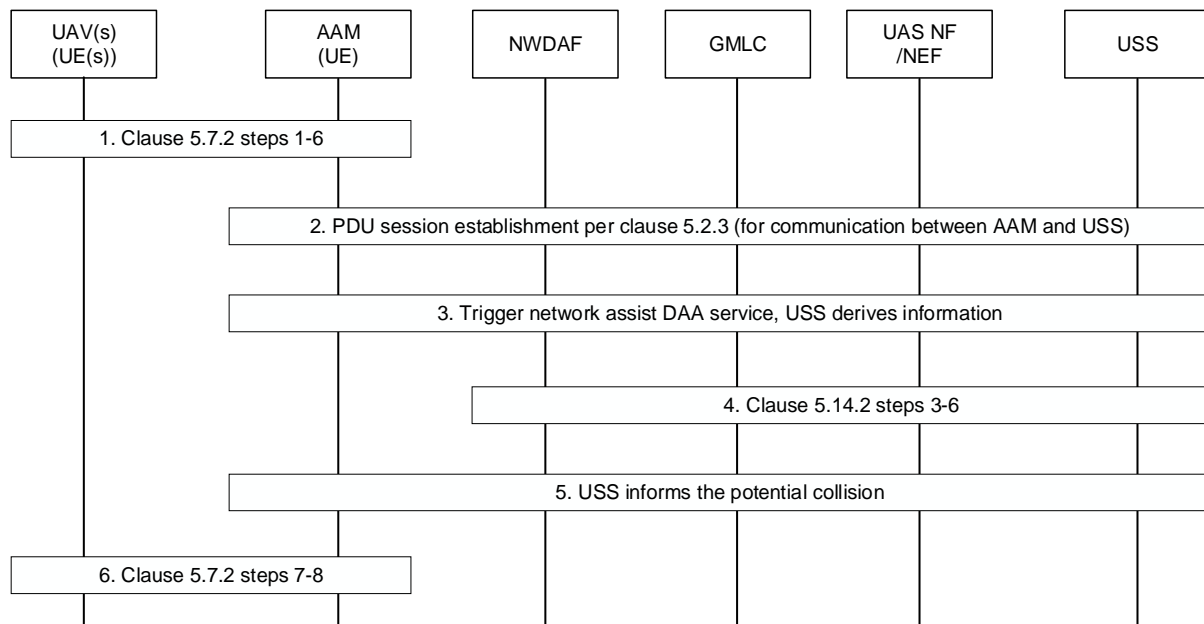 UAV(s)
(UE(s))
AAM
(UE)
NWDAF
GMLC
UAS NF
/NEF
USS
1. Clause 5.7.2 steps 1-6
2. PDU session establishment per clause 5.2.3 (for communication between AAM and USS)
3. Trigger network assist DAA service, USS derives information
4. Clause 5.14.2 steps 3-6
5. USS informs the potential collision
6. Clause 5.7.2 steps 7-8